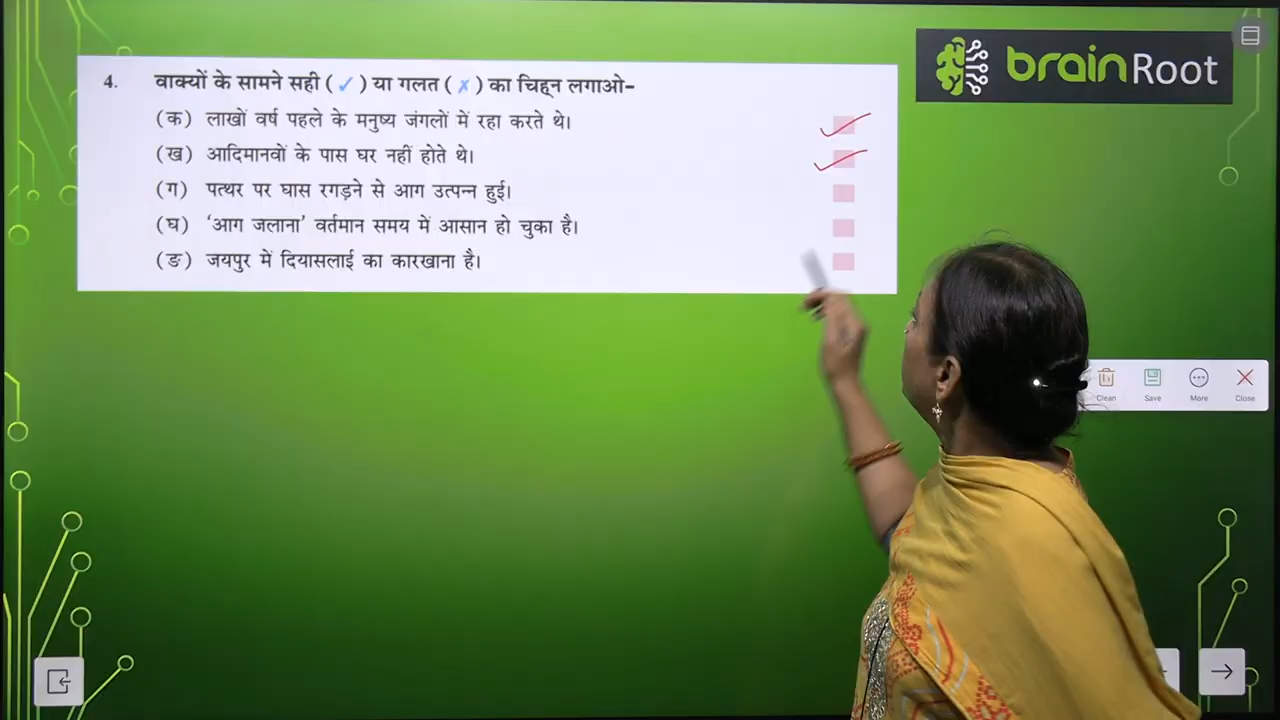 brainRoot
4. वाक्यों के सामने सही ( ✓ ) या गलत ( ✗ ) का चिह्न लगाओ-
(क) लाखों वर्ष पहले के मनुष्य जंगलों में रहा करते थे।
(ख) आदिमानवों के पास घर नहीं होते थे।
(ग) पत्थर पर घास रगड़ने से आग उत्पन्न हुई।
(घ) ‘आग जलाना’ वर्तमान समय में आसान हो चुका है।
(ङ) जयपुर में दियासलाई का कारखाना है।
Clean Save More Close